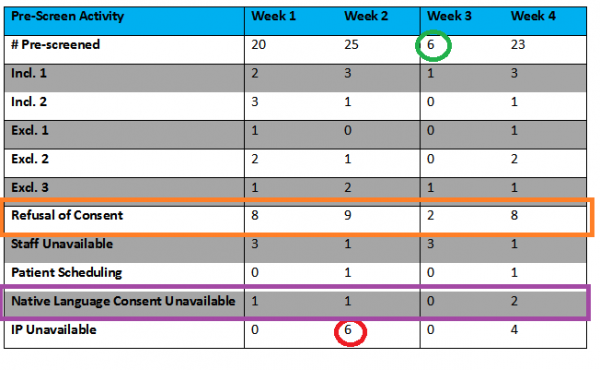 Pre-Screen Activity Week 1 Week 2 Week 3 Week 4
# Pre-screened 20 25 6 23
Incl. 1 2 3 1 3
Incl. 2 3 1 0 1
Excl. 1 1 0 0 1
Excl. 2 2 1 0 2
Excl. 3 1 2 1 1
Refusal of Consent 8 9 2 8
Staff Unavailable 3 1 3 1
Patient Scheduling 0 1 0 1
Native Language Consent Unavailable 1 1 0 2
IP Unavailable 0 6 0 4